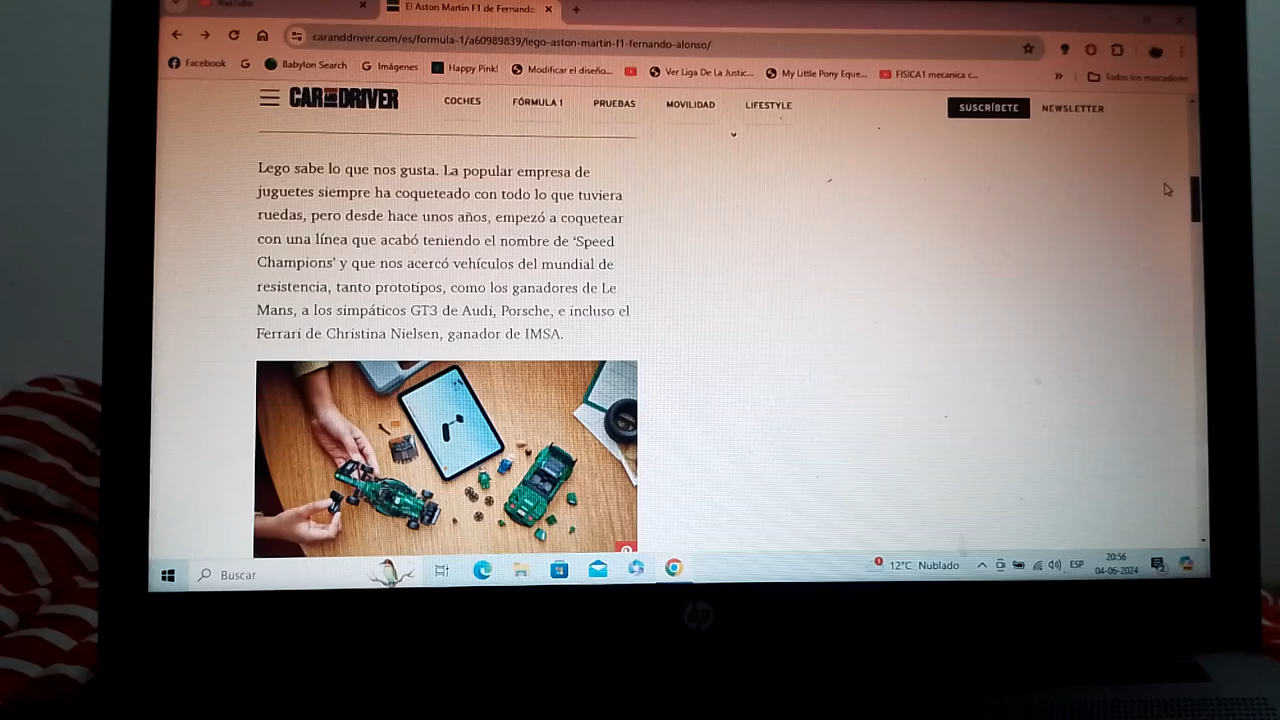 YouTube
El Aston Martin F1 de Fernando
caranddriver.com/es/formula-1/a60989839/lego-aston-martin-f1-fernando-alonso/
Facebook
Babylon Search
Imágenes
Happy Pink!
Modificar el diseño...
Ver Liga De La Justic...
My Little Pony Eque...
FISICA1 mecanica c...
»
Todos los marcadores
CAR AND DRIVER
COCHES
FÓRMULA 1
PRUEBAS
MOVILIDAD
LIFESTYLE
SUSCRÍBETE
NEWSLETTER
Lego sabe lo que nos gusta. La popular empresa de
juguetes siempre ha coqueteado con todo lo que tuviera
ruedas, pero desde hace unos años, empezó a coquetear
con una línea que acabó teniendo el nombre de ‘Speed
Champions’ y que nos acercó vehículos del mundial de
resistencia, tanto prototipos, como los ganadores de Le
Mans, a los simpáticos GT3 de Audi, Porsche, e incluso el
Ferrari de Christina Nielsen, ganador de IMSA.
Buscar
12°C Nublado
ESP
20:56
04-06-2024
hp